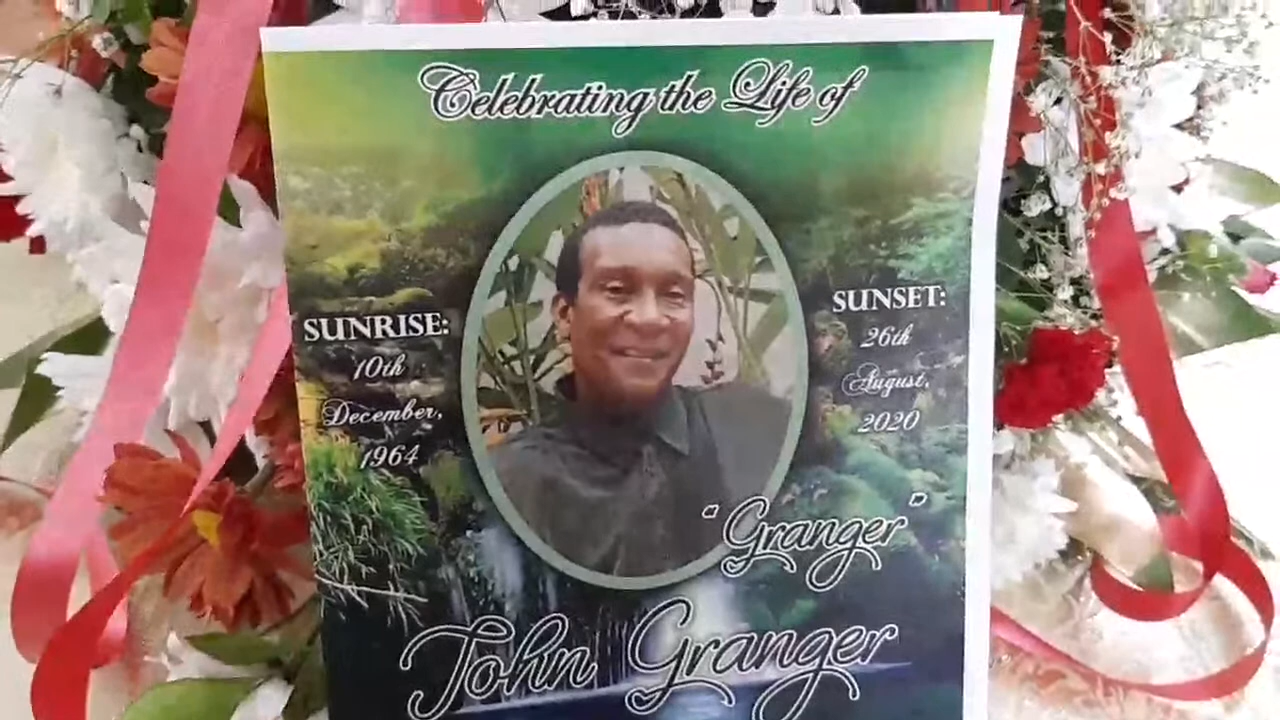 Celebrating the Life of
SUNRISE:
10th
December,
1964
SUNSET:
26th
August,
2020
"Granger"
John Granger